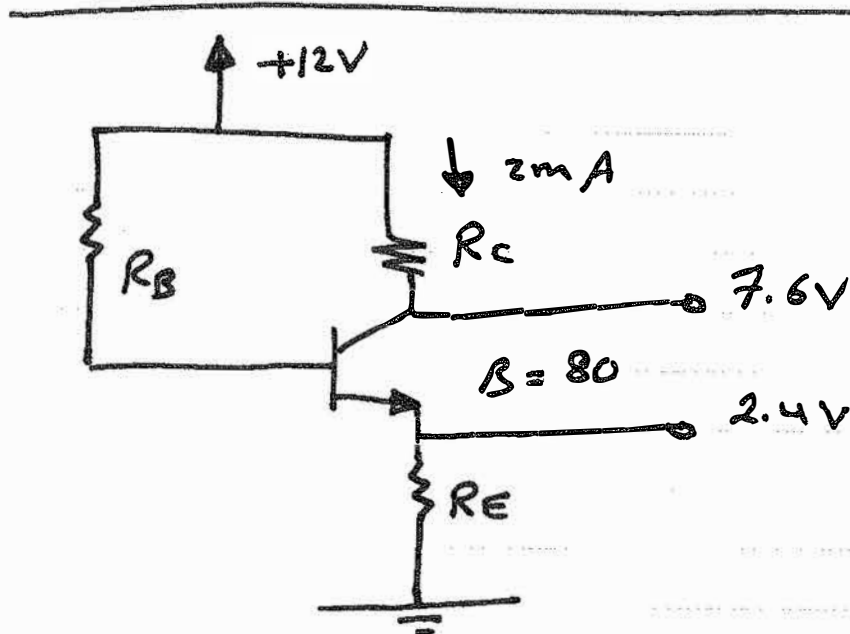 +12V
2mA
RB
RC
7.6V
β = 80
2.4V
RE